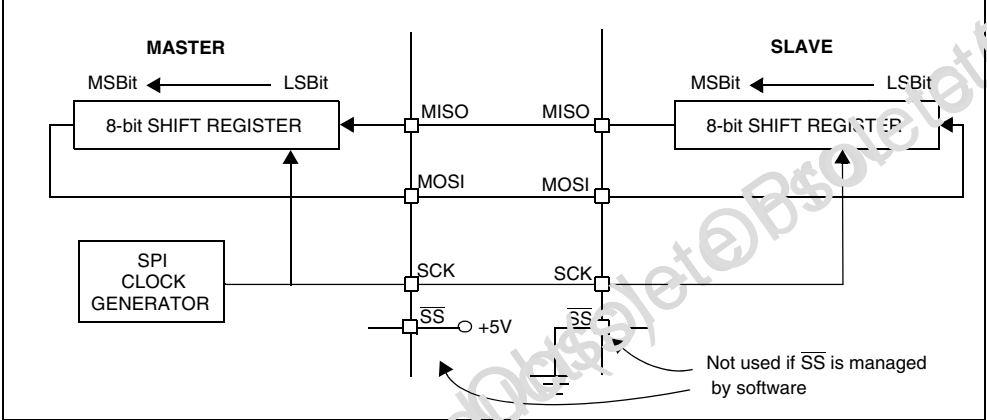 MASTER
SLAVE
MSBit LSBit
MSBit LSBit
8-bit SHIFT REGISTER
MISO
MISO
8-bit SHIFT REGISTER
MOSI
MOSI
SPI
CLOCK
GENERATOR
SCK
SCK
SS
+5V
SS
Not used if SS is managed
by software